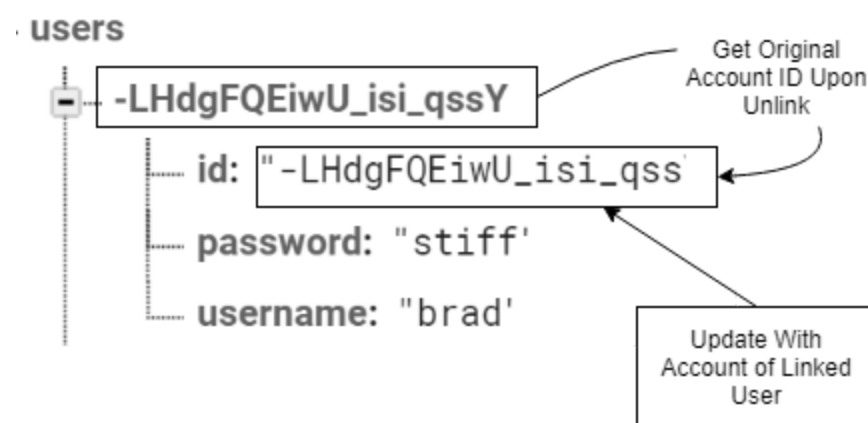 users
-LHdgFQEiwU_isi_qssY
id: "-LHdgFQEiwU_isi_qss
password: "stiff'
username: "brad'
Get Original
Account ID Upon
Unlink
Update With
Account of Linked
User